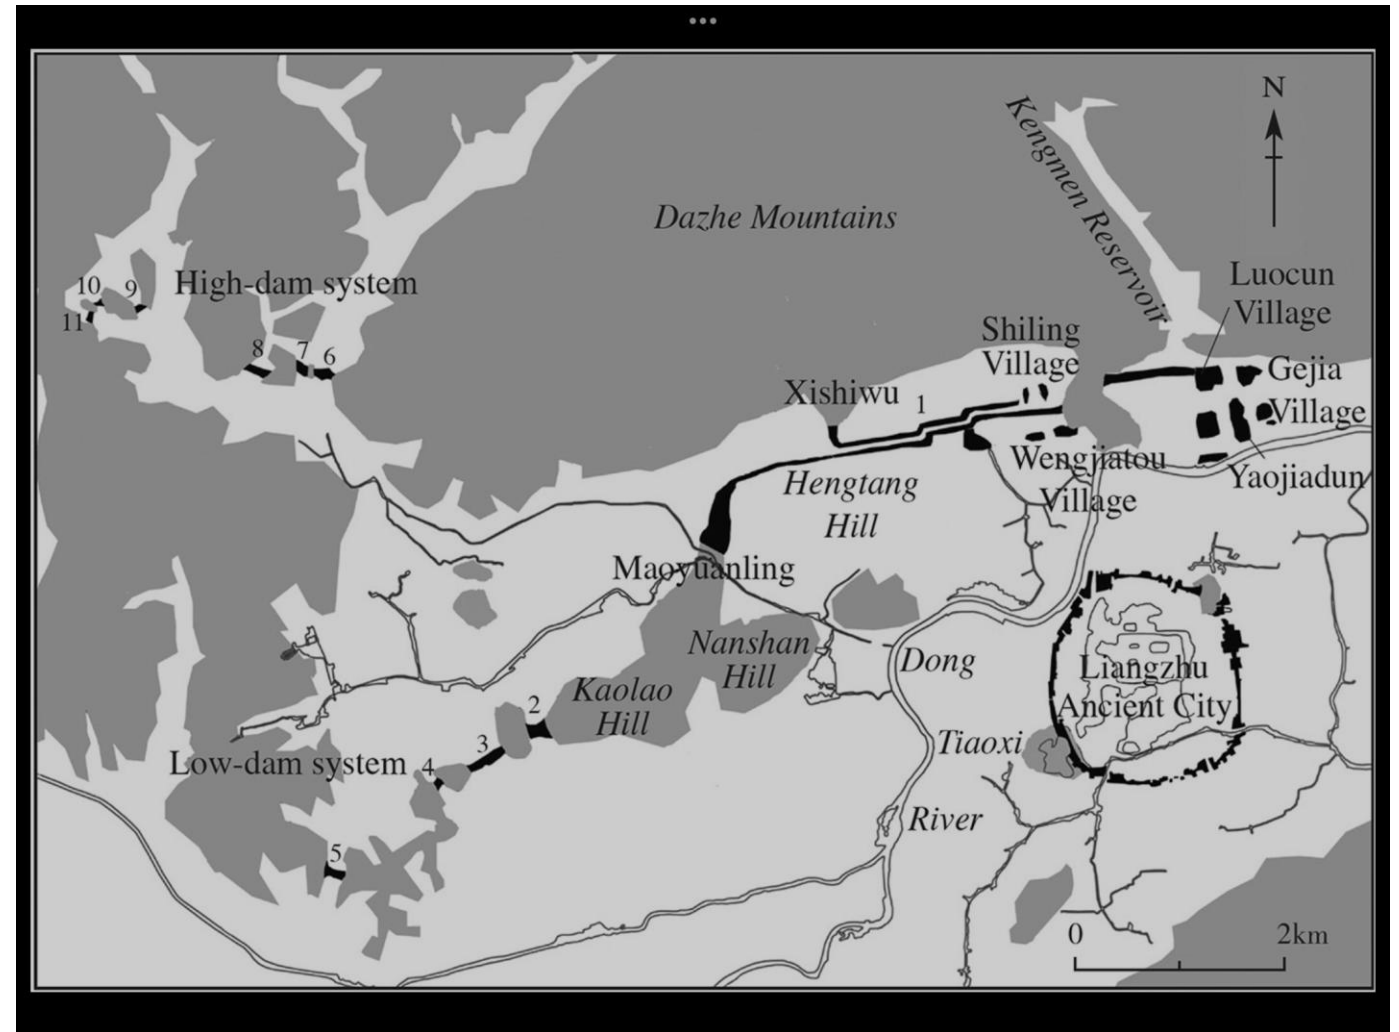 N
Kengmen Reservoir
Dazhe Mountains
Luocun
Village
10
9
High-dam system
11
Shiling
Village
8
7
6
Gejia
Village
Xishiwu
1
Wengjiatou
Village
Yaojiadun
Hengtang
Hill
Maoyuanling
Nanshan
Hill
Dong
Liangzhu
Ancient City
Kaolao
Hill
2
3
Tiaoxi
Low-dam system
4
River
5
0
2km